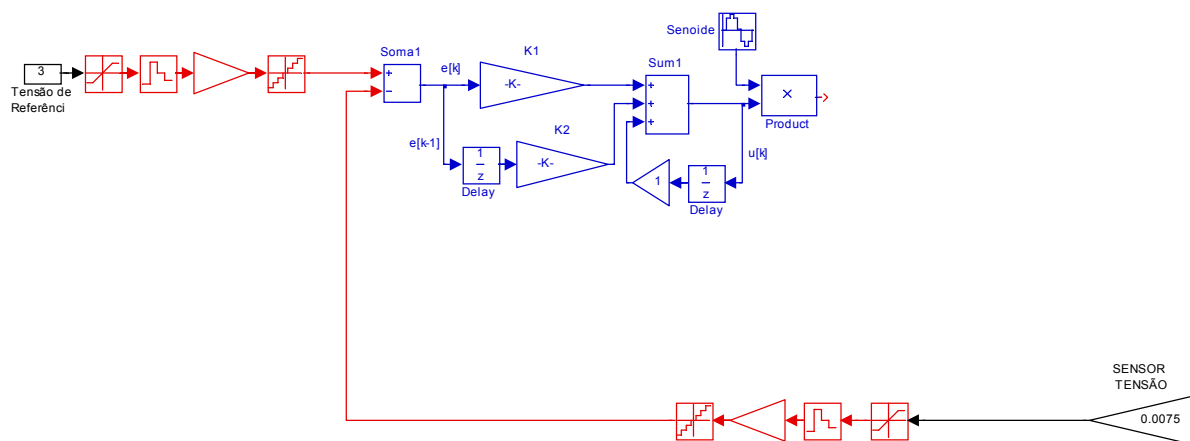 Senoide
K1
Soma1
Sum1
3
+
−
e[k]
-K-
+
+
+
×
Tensão de
Referênci
K2
Product
e[k-1]
1
z
-K-
u[k]
1
1
z
Delay
Delay
SENSOR
TENSÃO
0.0075